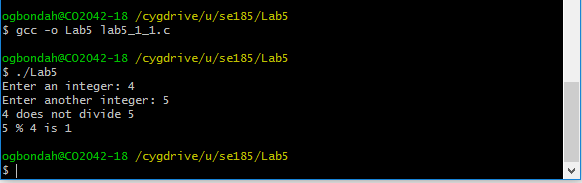 ogbondah@CO2042-18 /cygdrive/u/se185/Lab5
$ gcc -o Lab5 lab5_1_1.c
ogbondah@CO2042-18 /cygdrive/u/se185/Lab5
$ ./Lab5
Enter an integer: 4
Enter another integer: 5
4 does not divide 5
5 % 4 is 1
ogbondah@CO2042-18 /cygdrive/u/se185/Lab5
$